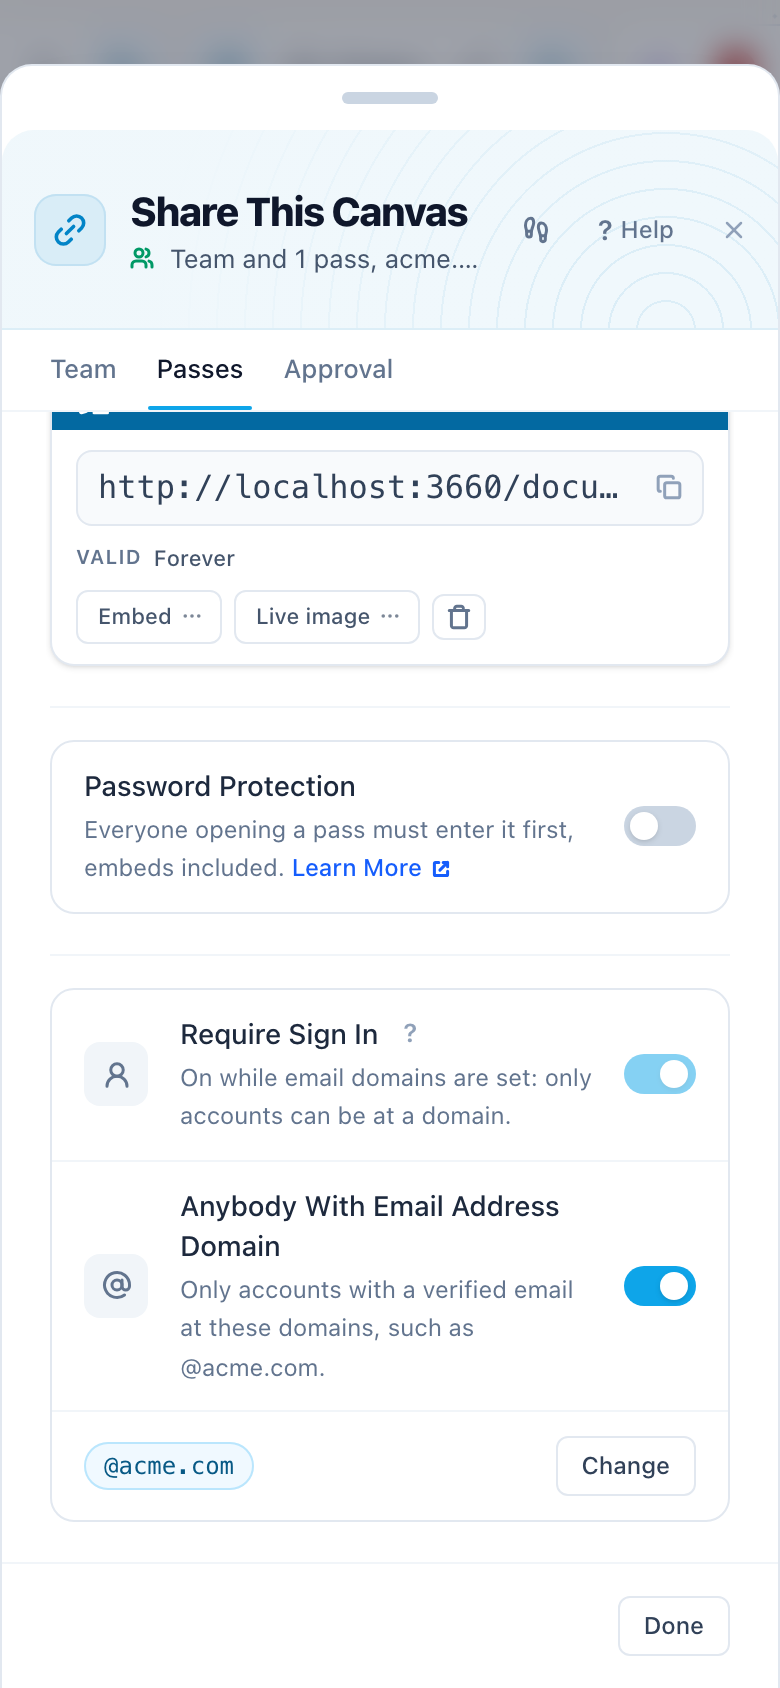 Share This Canvas
Team and 1 pass, acme....
? Help
Team
Passes
Approval
http://localhost:3660/docu…
VALID Forever
Embed ···
Live image ···
Password Protection
Everyone opening a pass must enter it first,
embeds included. Learn More
Require Sign In ?
On while email domains are set: only
accounts can be at a domain.
Anybody With Email Address
Domain
Only accounts with a verified email
at these domains, such as
@acme.com.
@acme.com
Change
Done